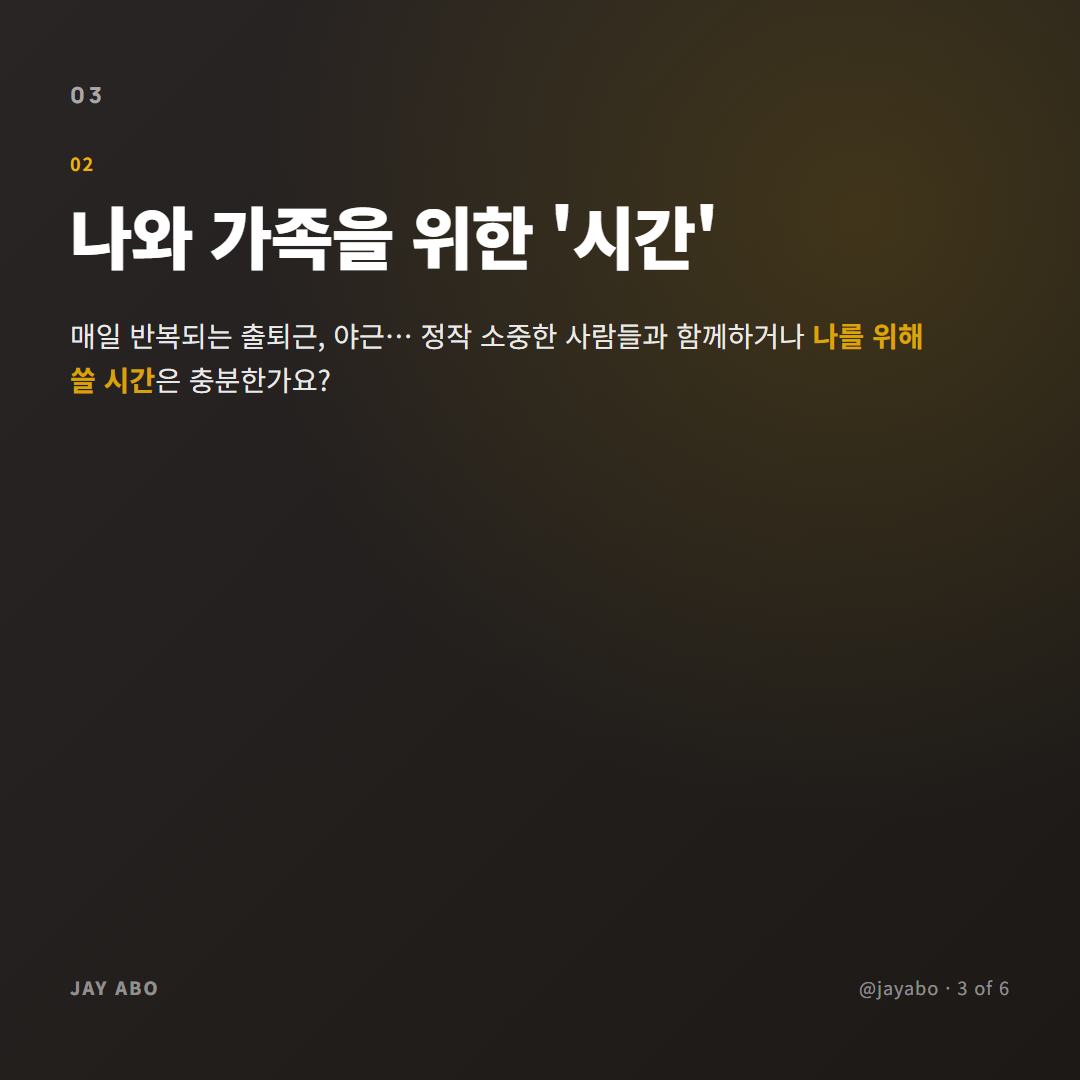 03
02
나와 가족을 위한 '시간'
매일 반복되는 출퇴근, 야근… 정작 소중한 사람들과 함께하거나 나를 위해
쓸 시간은 충분한가요?
JAY ABO
@jayabo · 3 of 6